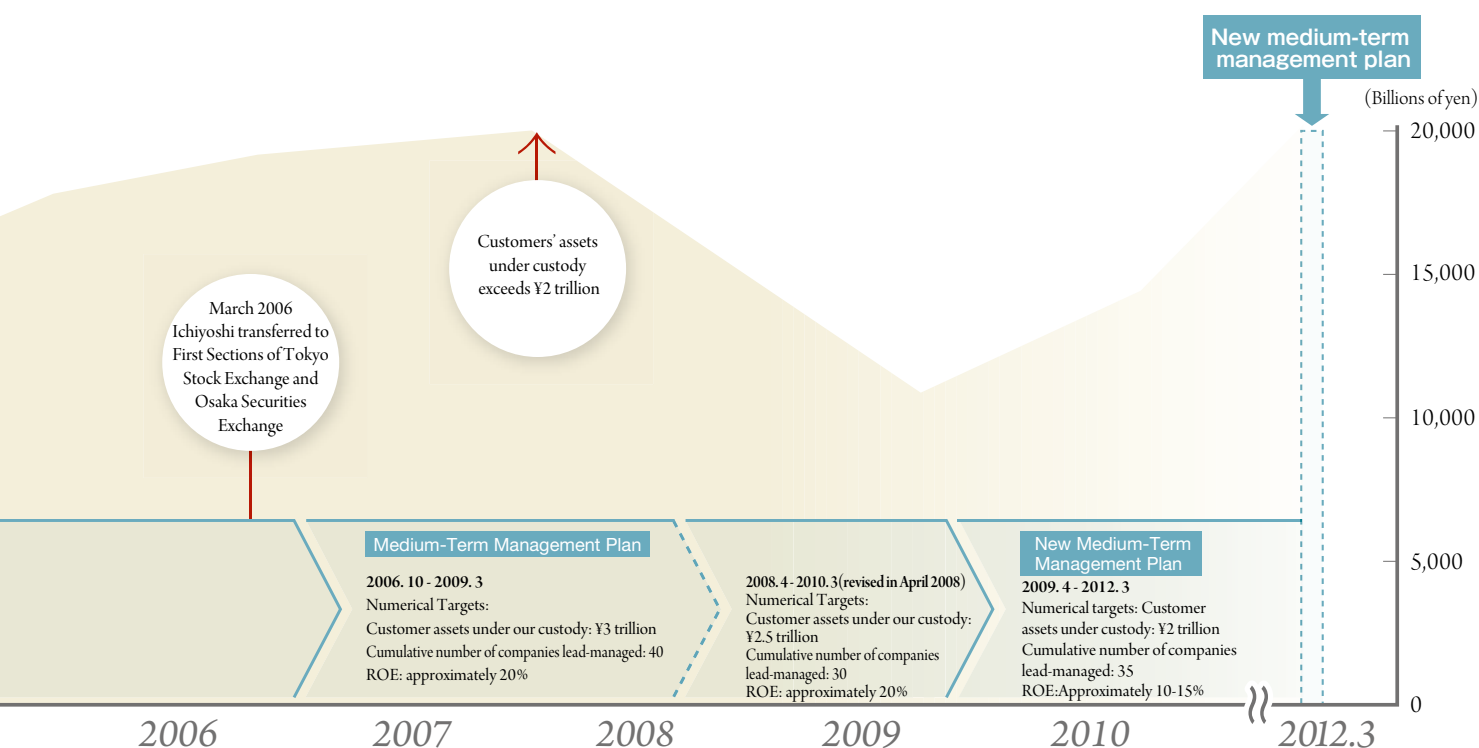 New medium-term
management plan
(Billions of yen)
20,000
15,000
10,000
5,000
0
Customers’ assets
under custody
exceeds ¥2 trillion
March 2006
Ichiyoshi transferred to
First Sections of Tokyo
Stock Exchange and
Osaka Securities
Exchange
Medium-Term Management Plan
2006. 10 - 2009. 3
Numerical Targets:
Customer assets under our custody: ¥3 trillion
Cumulative number of companies lead-managed: 40
ROE: approximately 20%
2008. 4 - 2010. 3 (revised in April 2008)
Numerical Targets:
Customer assets under our custody:
¥2.5 trillion
Cumulative number of companies
lead-managed: 30
ROE: approximately 20%
New Medium-Term
Management Plan
2009. 4 - 2012. 3
Numerical targets: Customer
assets under custody: ¥2 trillion
Cumulative number of companies
lead-managed: 35
ROE:Approximately 10-15%
2006
2007
2008
2009
2010
2012.3